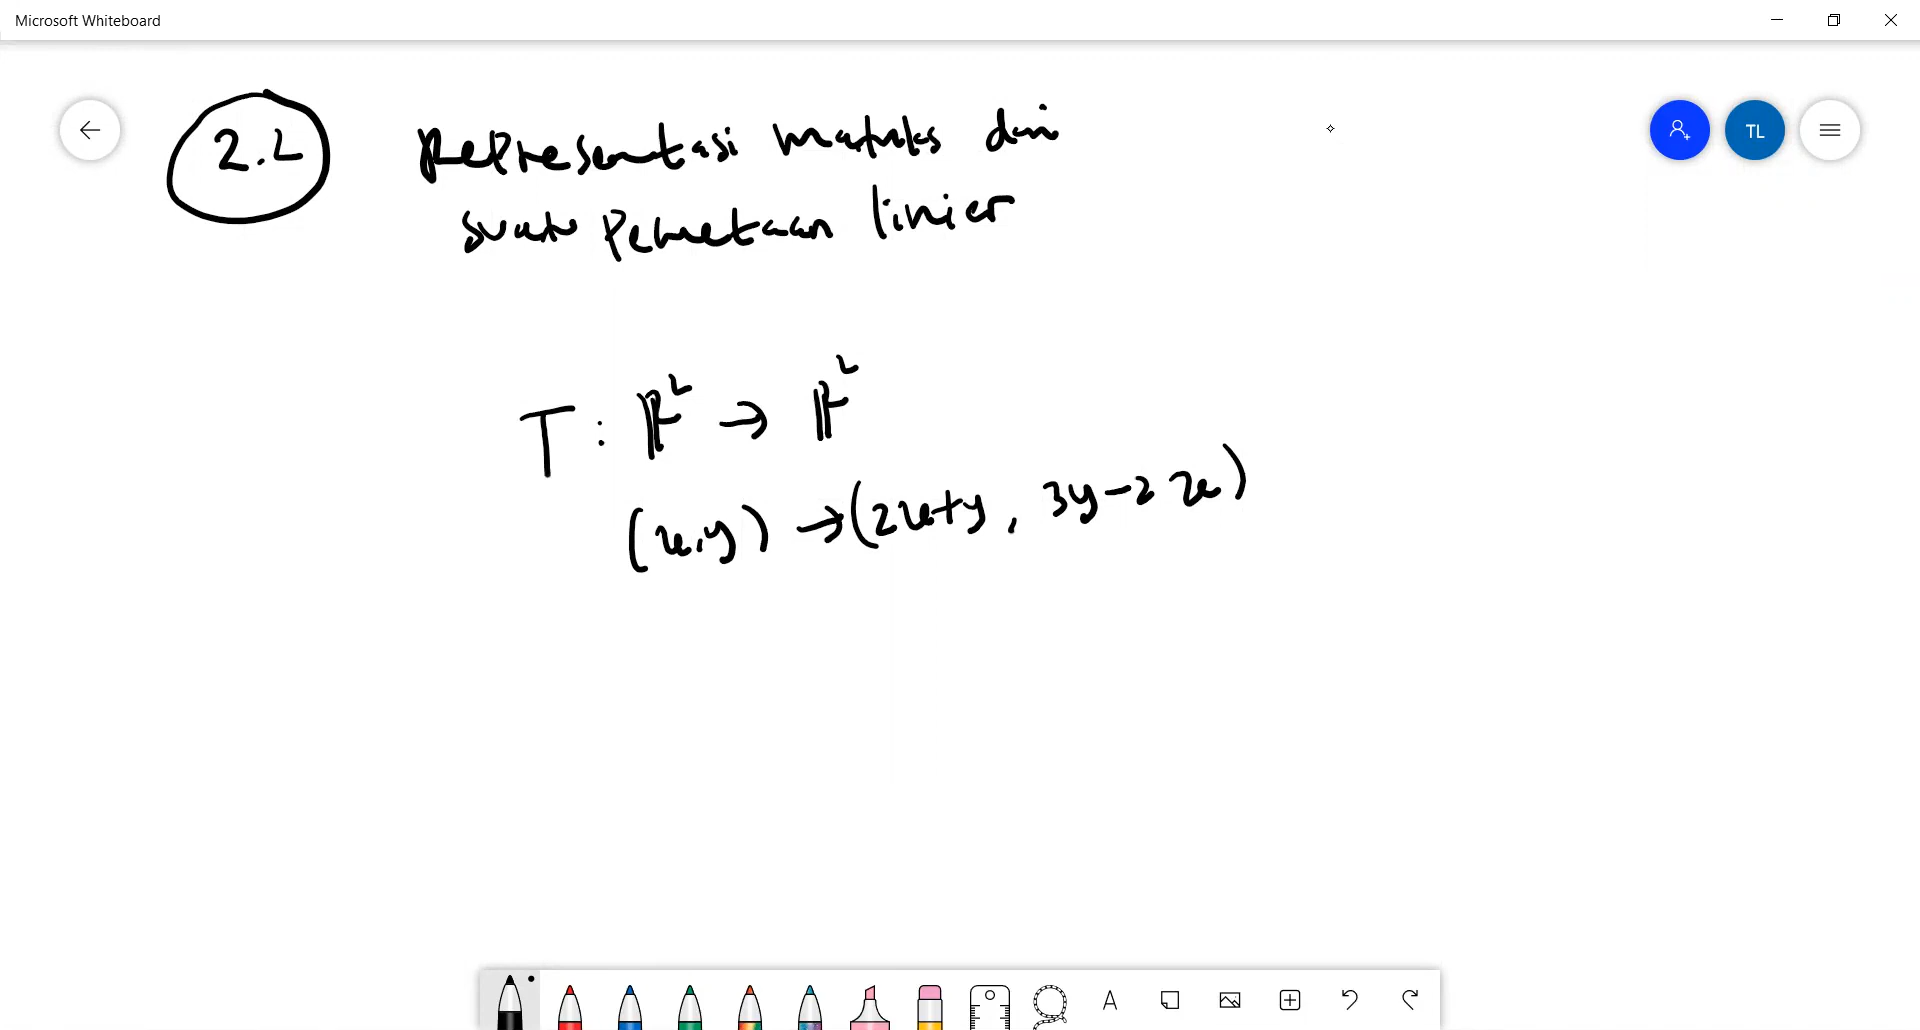 Microsoft Whiteboard
2.2 Representasi matriks dari
suatu Pemetaan linier
TL
T : ℝ² → ℝ²
(x,y) → (2x+y, 3y-2x)
A